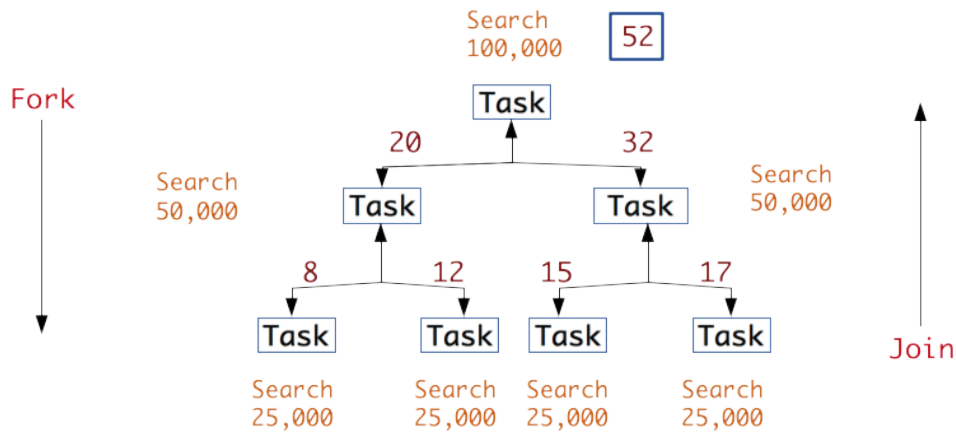 Search
100,000
52
Fork
Task
20
32
Search
50,000
Task
Task
Search
50,000
8
12
15
17
Task
Task
Task
Task
Join
Search
25,000
Search
25,000
Search
25,000
Search
25,000